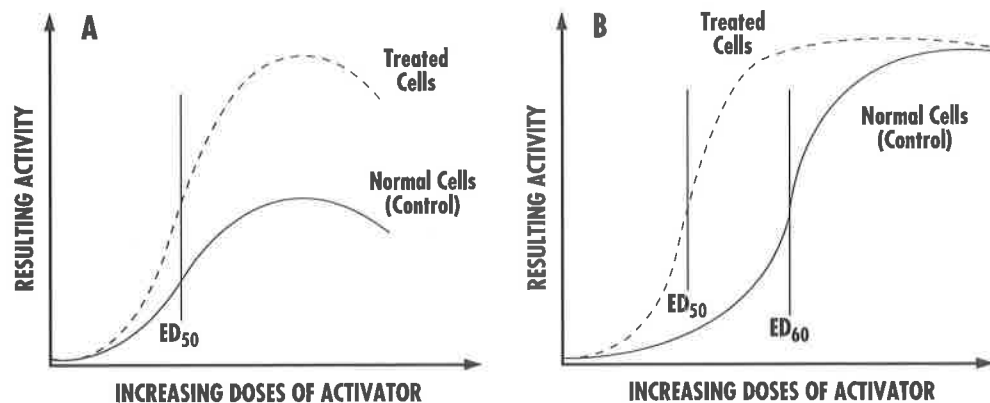 A
Treated
Cells
Normal Cells
(Control)
ED50
RESULTING ACTIVITY
INCREASING DOSES OF ACTIVATOR
B
Treated
Cells
Normal Cells
(Control)
ED50
ED60
RESULTING ACTIVITY
INCREASING DOSES OF ACTIVATOR